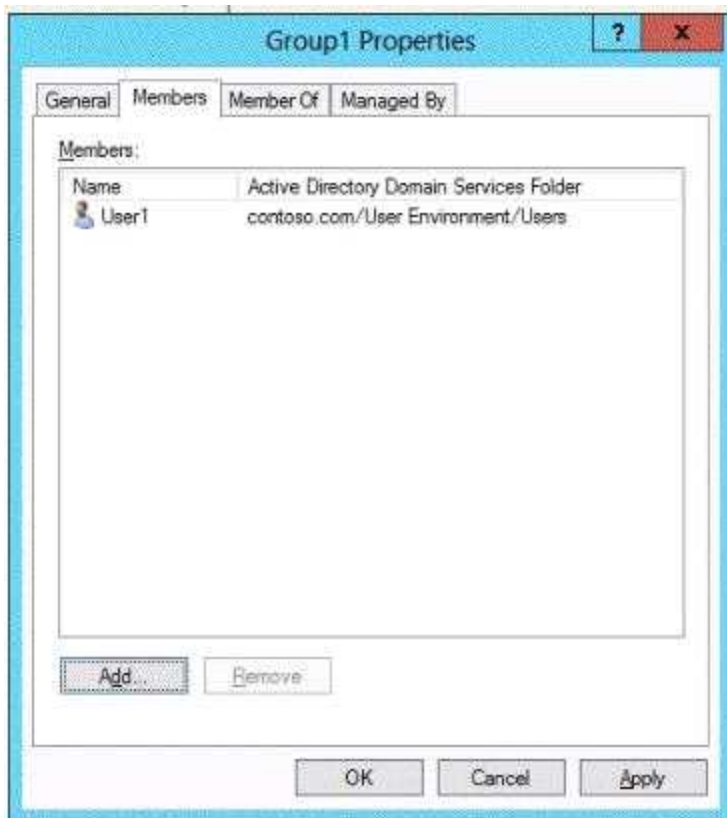 Group1 Properties
?
x
General Members Member Of Managed By
Members:
Name Active Directory Domain Services Folder
User1 contoso.com/User Environment/Users
Add... Remove
OK Cancel Apply